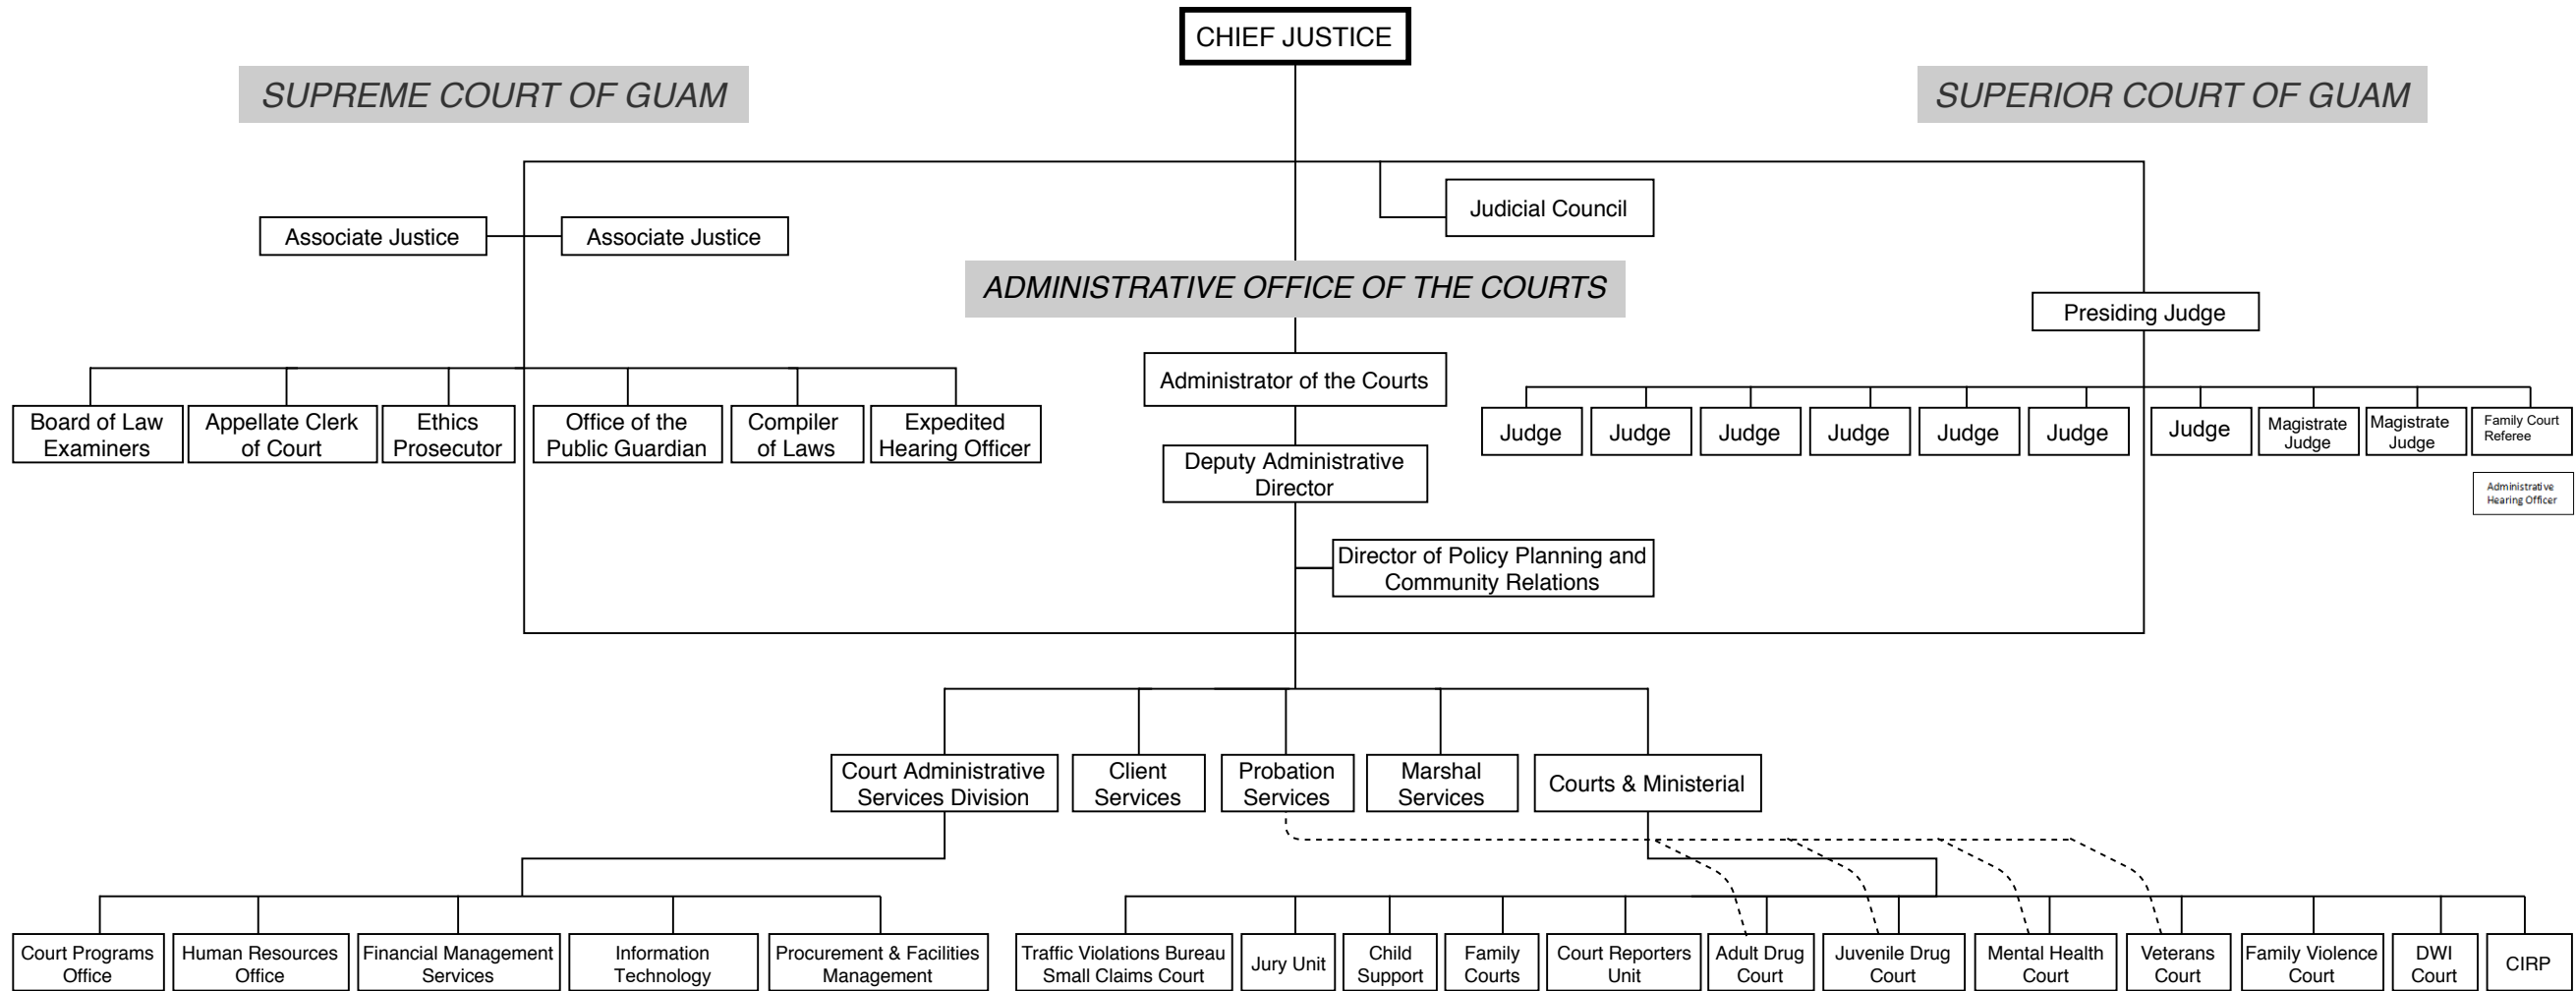 CHIEF JUSTICE
SUPREME COURT OF GUAM
SUPERIOR COURT OF GUAM
Judicial Council
Associate Justice
Associate Justice
ADMINISTRATIVE OFFICE OF THE COURTS
Presiding Judge
Administrator of the Courts
Board of Law
Examiners
Appellate Clerk
of Court
Ethics
Prosecutor
Office of the
Public Guardian
Compiler
of Laws
Expedited
Hearing Officer
Judge
Judge
Judge
Judge
Judge
Judge
Judge
Magistrate
Judge
Magistrate
Judge
Family Court
Referee
Administrative
Hearing Officer
Deputy Administrative
Director
Director of Policy Planning and
Community Relations
Court Administrative
Services Division
Client
Services
Probation
Services
Marshal
Services
Courts & Ministerial
Court Programs
Office
Human Resources
Office
Financial Management
Services
Information
Technology
Procurement & Facilities
Management
Traffic Violations Bureau
Small Claims Court
Jury Unit
Child
Support
Family
Courts
Court Reporters
Unit
Adult Drug
Court
Juvenile Drug
Court
Mental Health
Court
Veterans
Court
Family Violence
Court
DWI
Court
CIRP